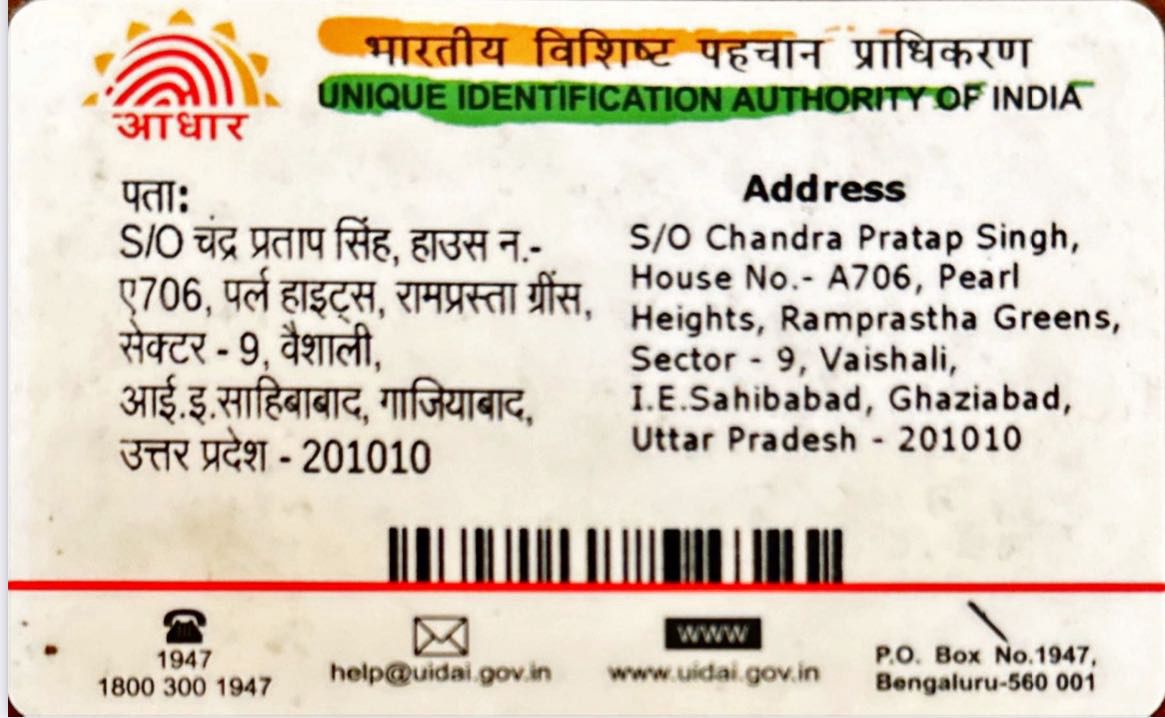 भारतीय विशिष्ट पहचान प्राधिकरण
UNIQUE IDENTIFICATION AUTHORITY OF INDIA
आधार
पता:
S/O चंद्र प्रताप सिंह, हाउस न.-
ए706, पर्ल हाइट्स, रामप्रस्ता ग्रींस,
सेक्टर - 9, वैशाली,
आई.इ.साहिबाबाद, गाजियाबाद,
उत्तर प्रदेश - 201010
Address
S/O Chandra Pratap Singh,
House No.- A706, Pearl
Heights, Ramprastha Greens,
Sector - 9, Vaishali,
I.E.Sahibabad, Ghaziabad,
Uttar Pradesh - 201010
1947
1800 300 1947
help@uidai.gov.in
www
www.uidai.gov.in
P.O. Box No.1947,
Bengaluru-560 001